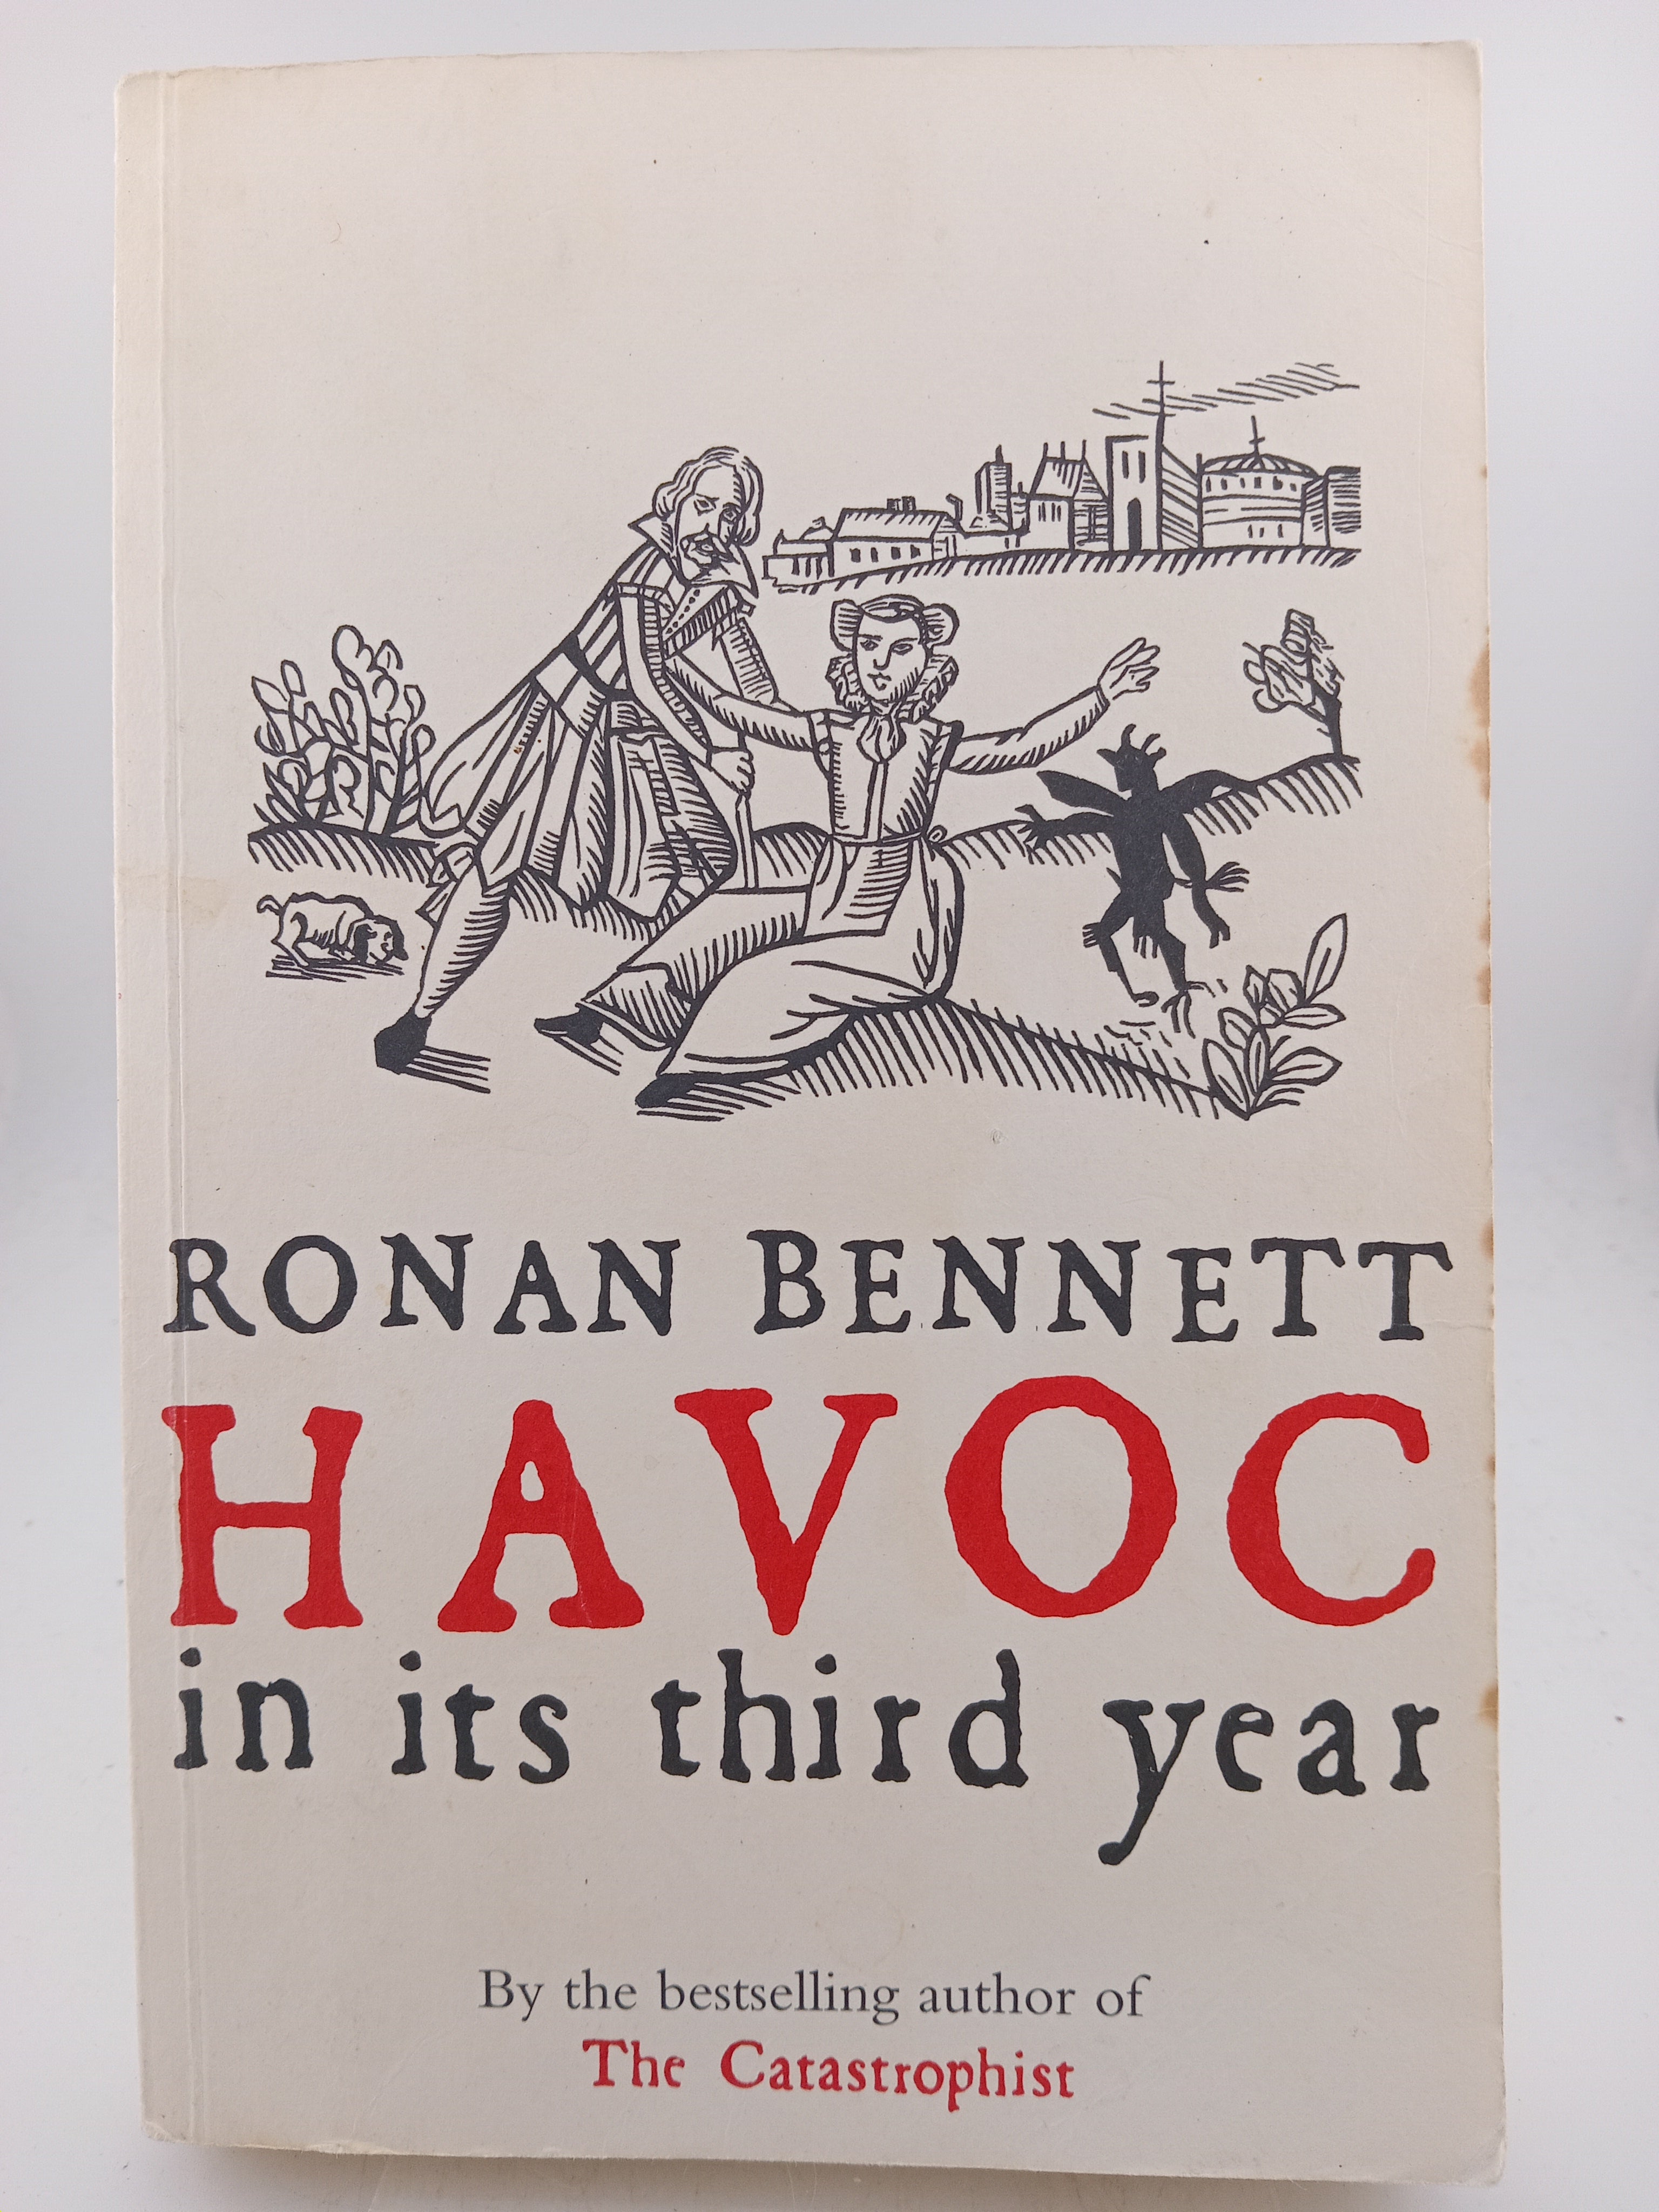 RONAN BENNETT
HAVOC
in its third year
By the bestselling author of
The Catastrophist